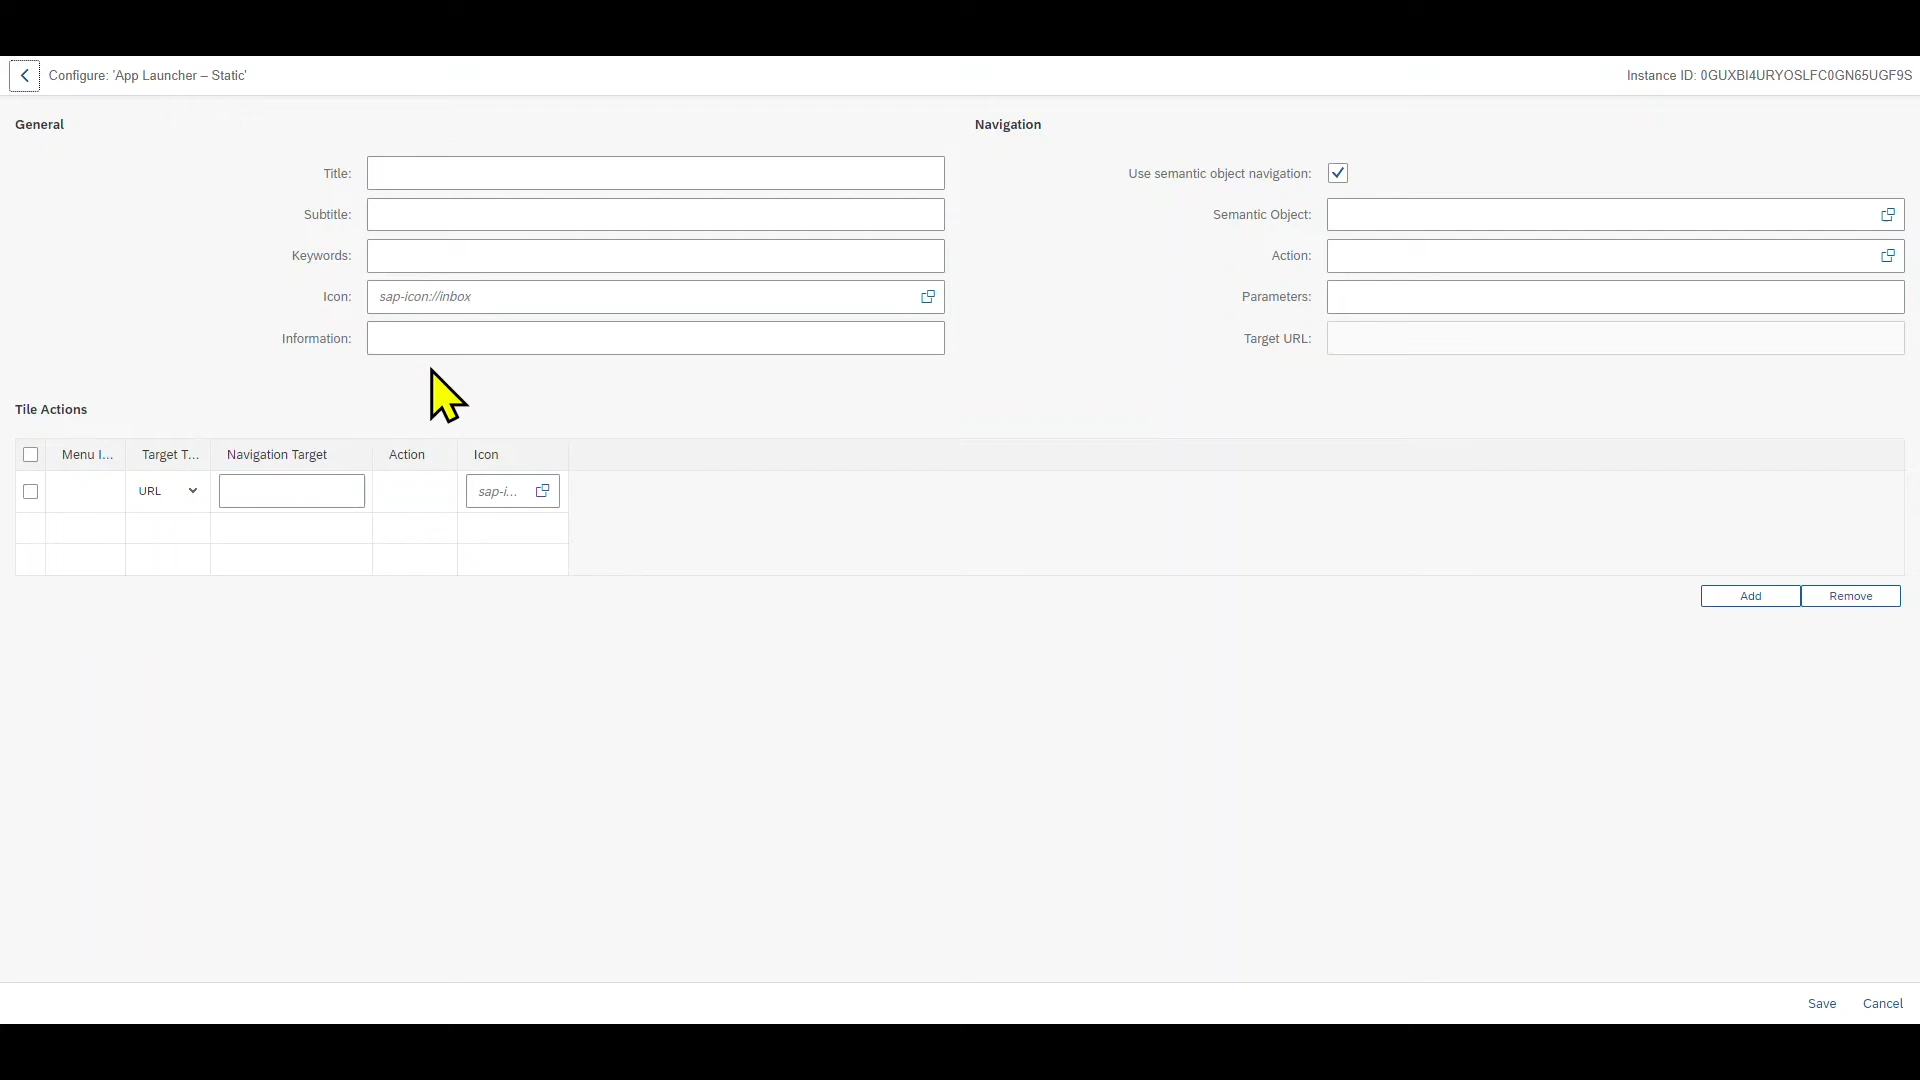 Configure: 'App Launcher – Static'
Instance ID: 0GUXBI4URYOSLFC0GN65UGF9S
General
Title:
Subtitle:
Keywords:
Icon: sap-icon://inbox
Information:
Navigation
Use semantic object navigation:
Semantic Object:
Action:
Parameters:
Target URL:
Tile Actions
Menu I... Target T... Navigation Target Action Icon
URL sap-i...
Add Remove
Save Cancel